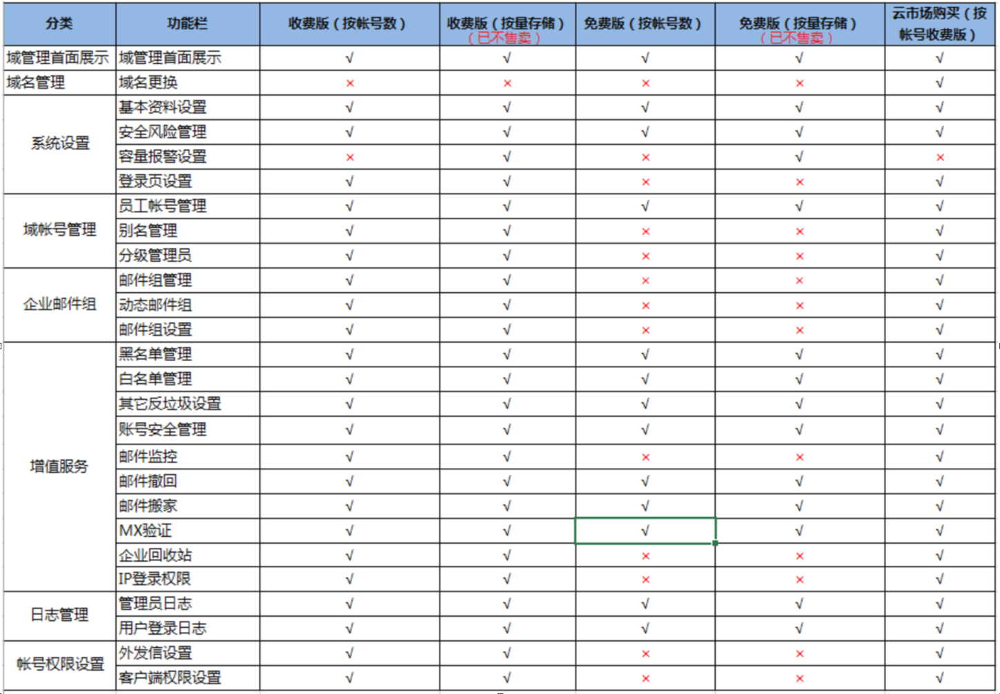 分类 功能栏 收费版（按帐号数） 收费版（按量存储）（已不售卖） 免费版（按帐号数） 免费版（按量存储）（已不售卖） 云市场购买（按帐号收费版）
域管理首面展示 域管理首面展示 √ √ √ √ √
域名管理 域名更换 × × × × √
系统设置 基本资料设置 √ √ √ √ √
安全风险管理 √ √ √ √ √
容量报警设置 × √ × √ ×
登录页设置 √ √ × × √
域帐号管理 员工帐号管理 √ √ √ √ √
别名管理 √ √ × × √
分级管理员 √ √ × × √
企业邮件组 邮件组管理 √ √ × × √
动态邮件组 √ √ × × √
邮件组设置 √ √ × × √
增值服务 黑名单管理 √ √ √ √ √
白名单管理 √ √ √ √ √
其它反垃圾设置 √ √ √ √ √
账号安全管理 √ √ √ √ √
邮件监控 √ √ × × √
邮件撤回 √ √ √ √ √
邮件搬家 √ √ √ √ √
MX验证 √ √ √ √ √
企业回收站 √ √ × × √
IP登录权限 √ √ × × √
日志管理 管理员日志 √ √ √ √ √
用户登录日志 √ √ √ √ √
帐号权限设置 外发信设置 √ √ × × √
客户端权限设置 √ √ × × √